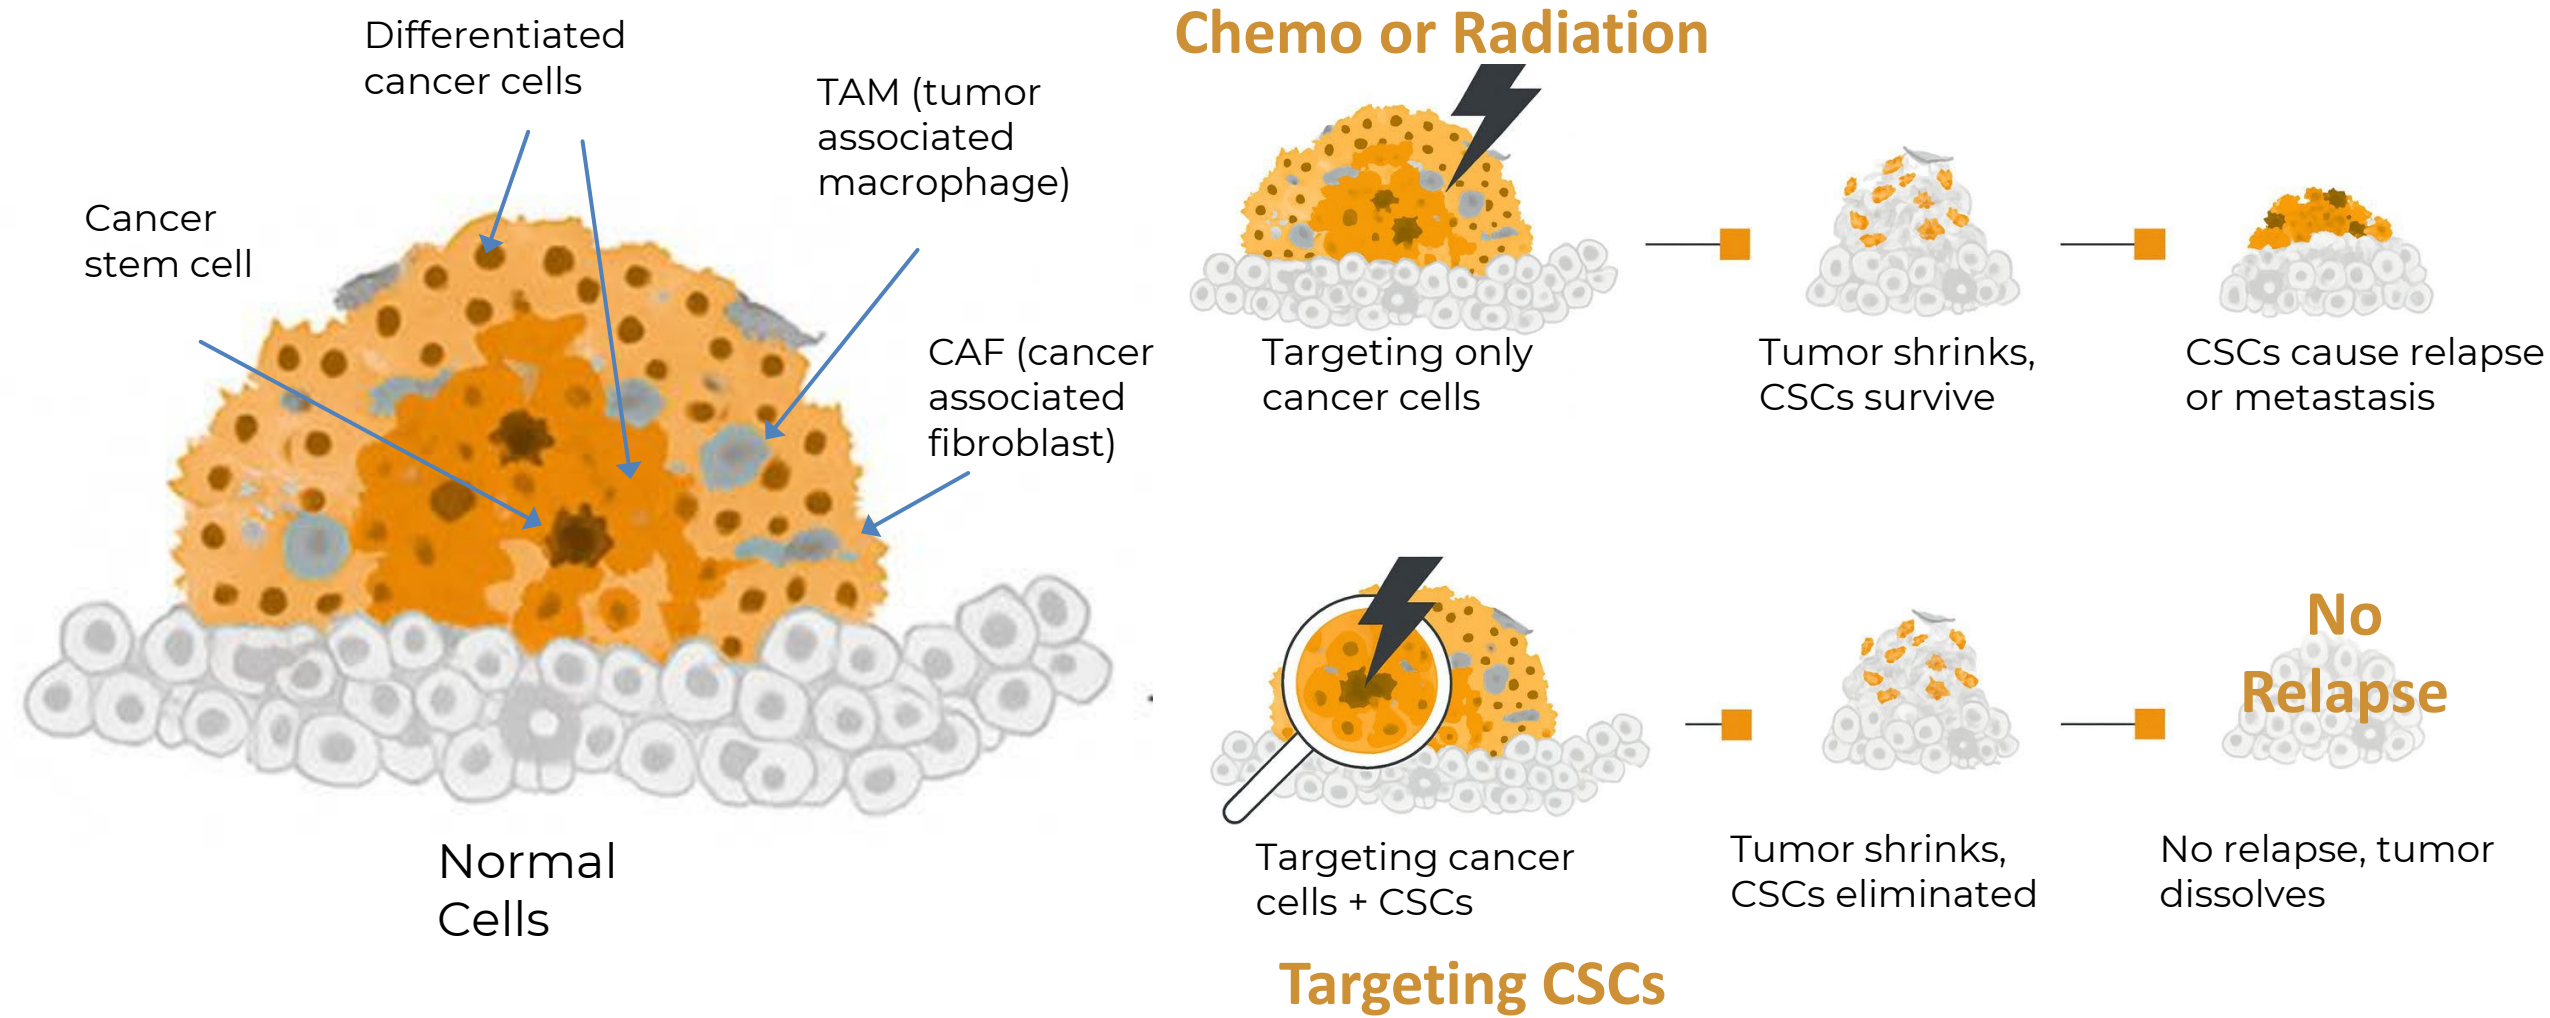 Differentiated
cancer cells
TAM (tumor
associated
macrophage)
Cancer
stem cell
CAF (cancer
associated
fibroblast)
Normal
Cells
Chemo or Radiation
Targeting only
cancer cells
Tumor shrinks,
CSCs survive
CSCs cause relapse
or metastasis
No
Relapse
Targeting cancer
cells + CSCs
Tumor shrinks,
CSCs eliminated
No relapse, tumor
dissolves
Targeting CSCs